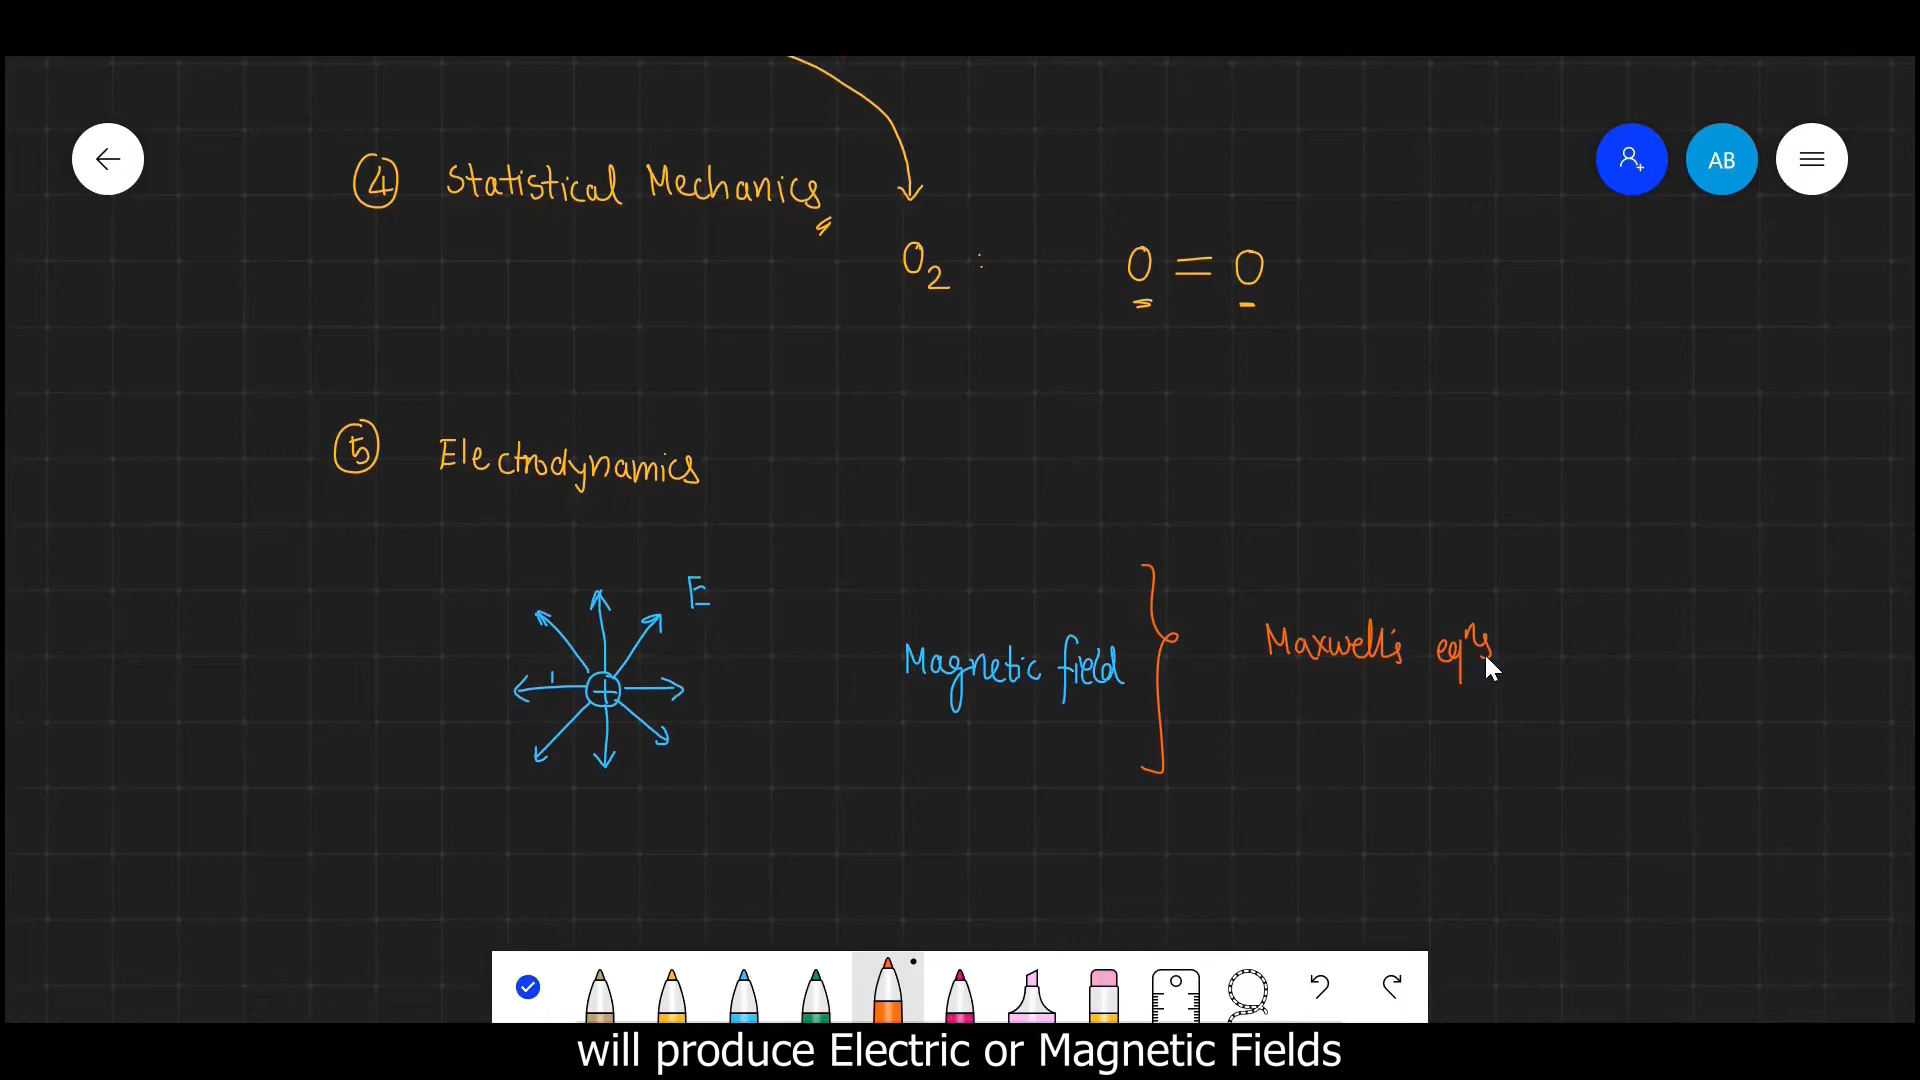 AB
④ Statistical Mechanics
O₂ : O = O
⑤ Electrodynamics
E
Magnetic field
Maxwell's eqⁿs
will produce Electric or Magnetic Fields